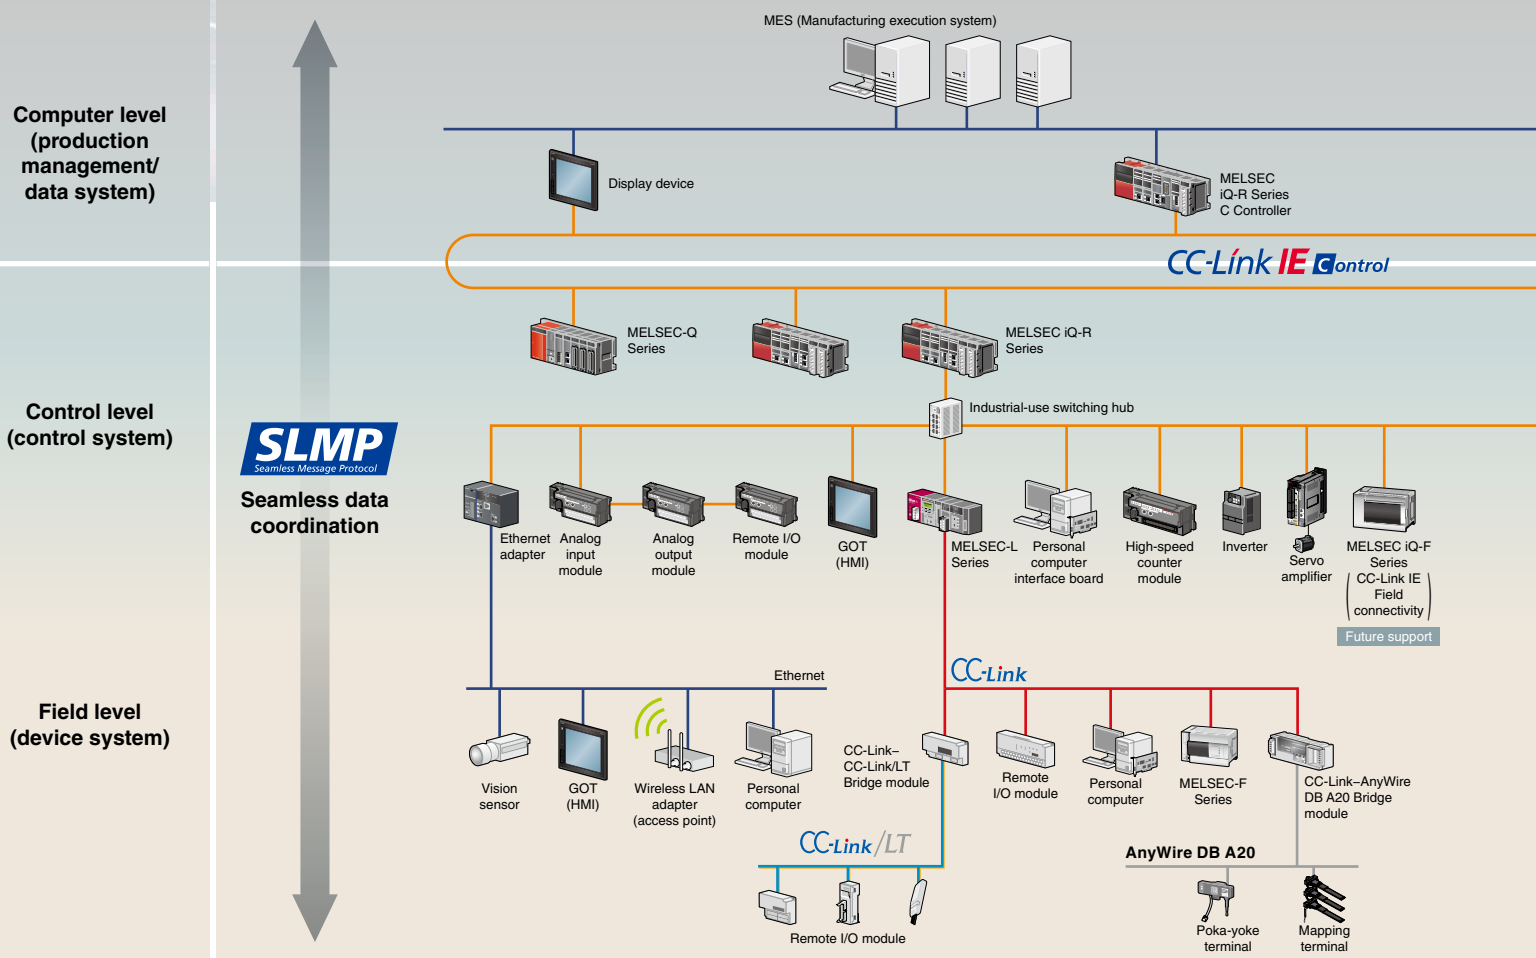 MES (Manufacturing execution system)
Computer level
(production
management/
data system)
Display device
MELSEC
iQ-R Series
C Controller
CC-Link IE Control
MELSEC-Q
Series
MELSEC iQ-R
Series
Control level
(control system)
Industrial-use switching hub
SLMP
Seamless Message Protocol
Seamless data
coordination
Ethernet
adapter
Analog
input
module
Analog
output
module
Remote I/O
module
GOT
(HMI)
MELSEC-L
Series
Personal
computer
interface board
High-speed
counter
module
Inverter
Servo
amplifier
MELSEC iQ-F
Series
(CC-Link IE
Field
connectivity)
Future support
Field level
(device system)
Ethernet
CC-Link
Vision
sensor
GOT
(HMI)
Wireless LAN
adapter
(access point)
Personal
computer
CC-Link–
CC-Link/LT
Bridge module
Remote
I/O module
Personal
computer
MELSEC-F
Series
CC-Link–AnyWire
DB A20 Bridge
module
CC-Link/LT
AnyWire DB A20
Remote I/O module
Poka-yoke
terminal
Mapping
terminal